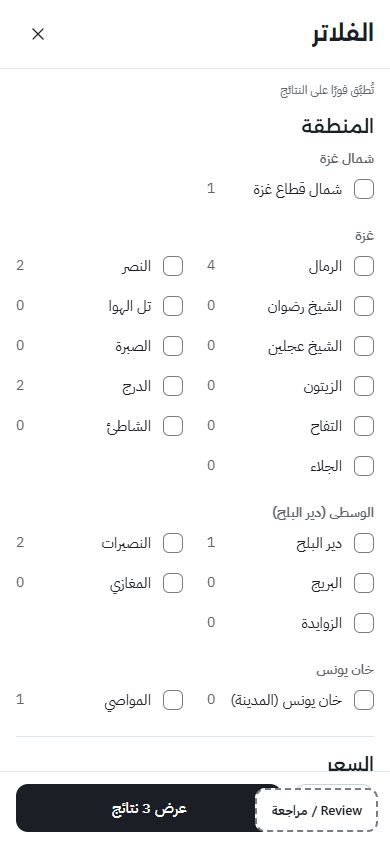 الفلاتر ×
تُطبَّق فورًا على النتائج
المنطقة
شمال غزة
شمال قطاع غزة 1
غزة
الرمال 4 النصر 2
الشيخ رضوان 0 تل الهوا 0
الشيخ عجلين 0 الصبرة 0
الزيتون 0 الدرج 2
التفاح 0 الشاطئ 0
الجلاء 0
الوسطى (دير البلح)
دير البلح 1 النصيرات 2
البريج 0 المغازي 0
الزوايدة 0
خان يونس
خان يونس (المدينة) 0 المواصي 1
السعر
Review / مراجعة
عرض 3 نتائج